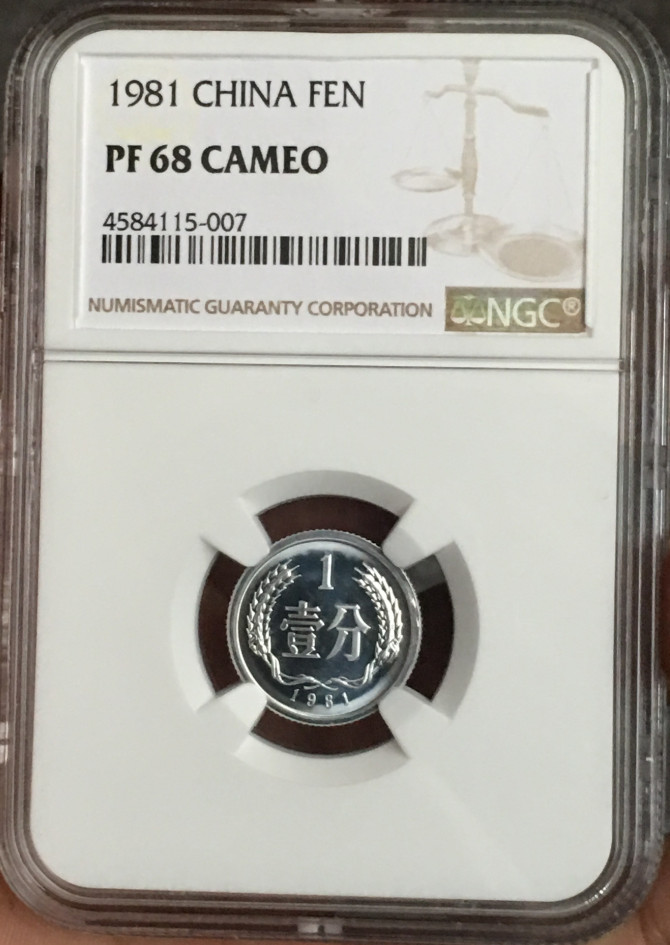 1981 CHINA FEN
PF 68 CAMEO
4584115-007
NUMISMATIC GUARANTY CORPORATION
NGC®
1
壹分
1981